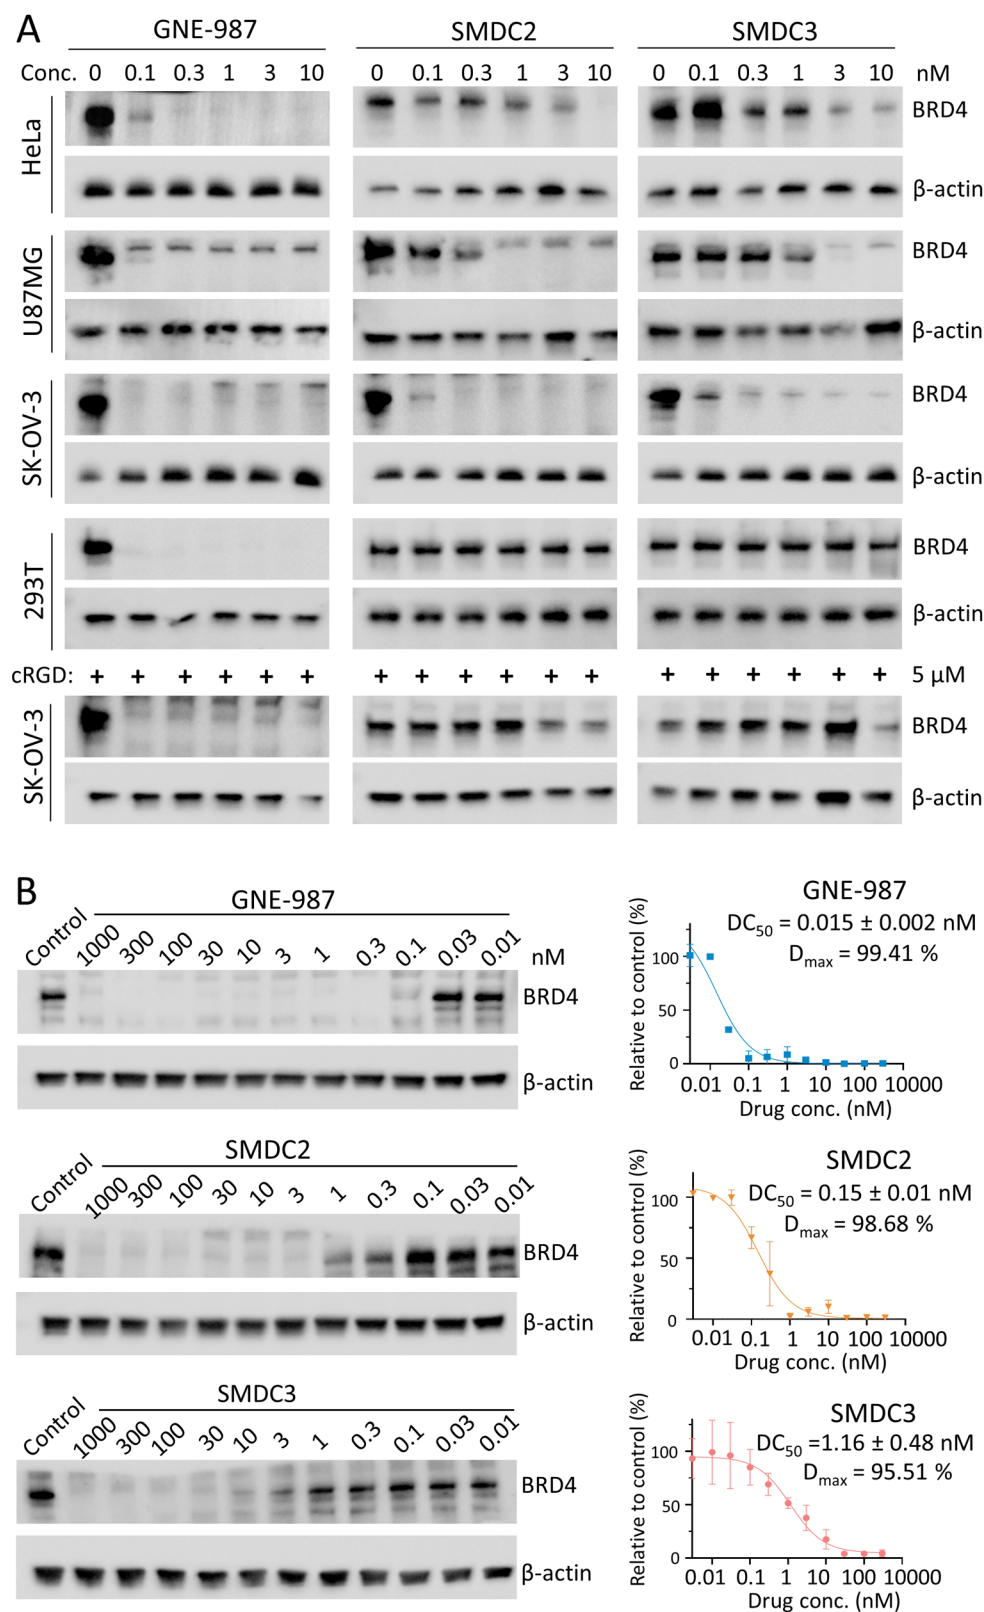 A
GNE-987 SMDC2 SMDC3
Conc. 0 0.1 0.3 1 3 10 0 0.1 0.3 1 3 10 0 0.1 0.3 1 3 10 nM
HeLa
BRD4
β-actin
U87MG
BRD4
β-actin
SK-OV-3
BRD4
β-actin
293T
BRD4
β-actin
cRGD: + + + + + + + + + + + + + + + + + + 5 μM
SK-OV-3
BRD4
β-actin
B
GNE-987
Control 1000 300 100 30 10 3 1 0.3 0.1 0.03 0.01 nM
BRD4
β-actin
GNE-987
DC50 = 0.015 ± 0.002 nM
Dmax = 99.41 %
Relative to control (%)
100
50
0
0.01 0.1 1 10 100 10000
Drug conc. (nM)
SMDC2
Control 1000 300 100 30 10 3 1 0.3 0.1 0.03 0.01
BRD4
β-actin
SMDC2
DC50 = 0.15 ± 0.01 nM
Dmax = 98.68 %
Relative to control (%)
100
50
0
0.01 0.1 1 10 100 10000
Drug conc. (nM)
SMDC3
Control 1000 300 100 30 10 3 1 0.3 0.1 0.03 0.01
BRD4
β-actin
SMDC3
DC50 =1.16 ± 0.48 nM
Dmax = 95.51 %
Relative to control (%)
100
50
0
0.01 0.1 1 10 100 10000
Drug conc. (nM)